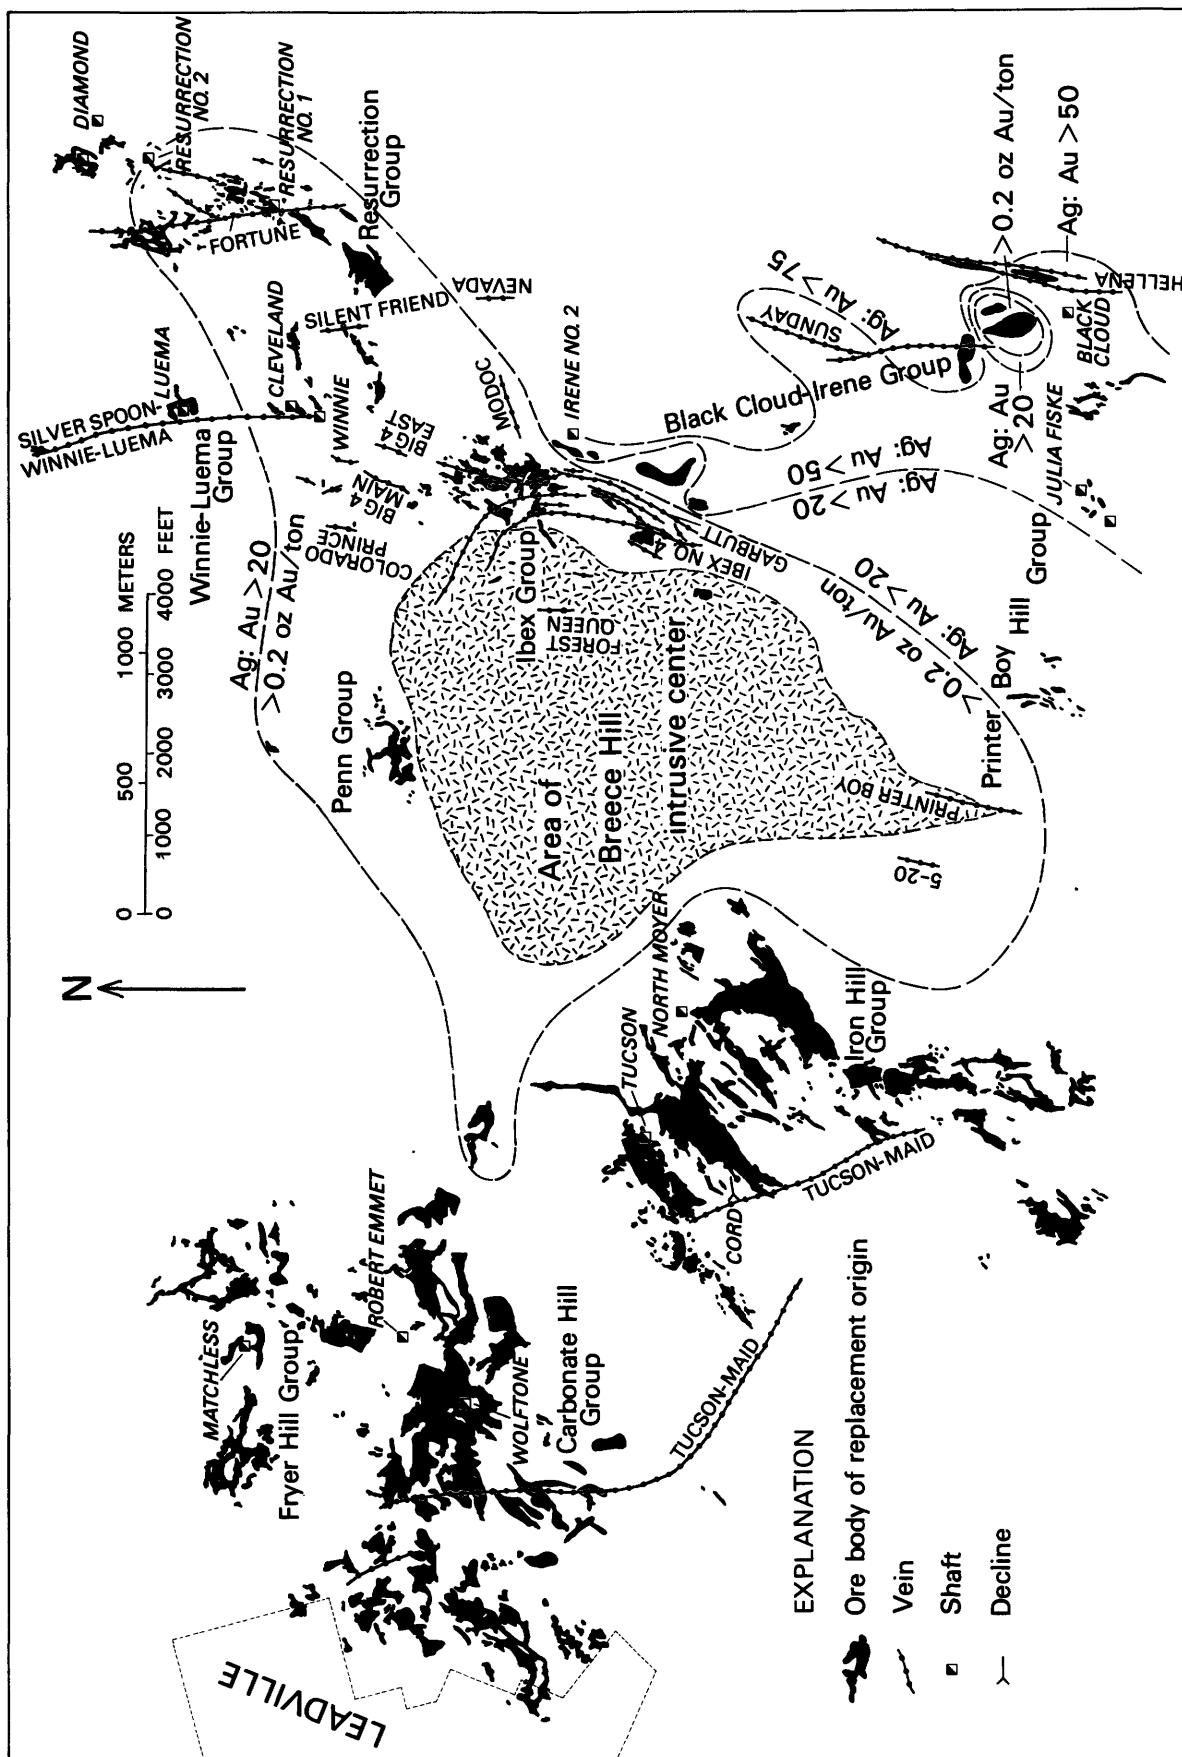 DIAMOND
RESURRECTION
NO. 2
RESURRECTION
NO. 1
Resurrection
Group
FORTUNE
SILENT FRIEND
NEVADA
SILVER SPOON-
WINNIE-LUEMA
LUEMA
CLEVELAND
WINNIE
Winnie-Luema
Group
BIG 4
EAST
BIG 4
MAIN
COLORADO
PRINCE
MODOC
IRENE NO. 2
Ag: Au >20
>0.2 oz Au/ton
0 500 1000 METERS
0 1000 2000 3000 4000 FEET
N
Penn Group
Ibex Group
FOREST
QUEEN
Area of
Breece Hill
intrusive center
IBEX NO. 4
GARBUTT
Black Cloud-Irene Group
SUNDAY
Ag: Au >75
>0.2 oz Au/ton
Ag: Au >50
Ag: Au
>20
HELLENA
BLACK
CLOUD
JULIA FISKE
Ag: Au >50
Ag: Au >20
>0.2 oz Au/ton
Ag: Au >20
Printer Boy Hill
Group
PRINTER BOY
5-20
NORTH MOYER
TUCSON
Iron Hill
Group
CORD
TUCSON-MAID
TUCSON-MAID
MATCHLESS
Fryer Hill Group
ROBERT EMMET
WOLFTONE
Carbonate Hill
Group
LEADVILLE
EXPLANATION
Ore body of replacement origin
Vein
Shaft
Decline